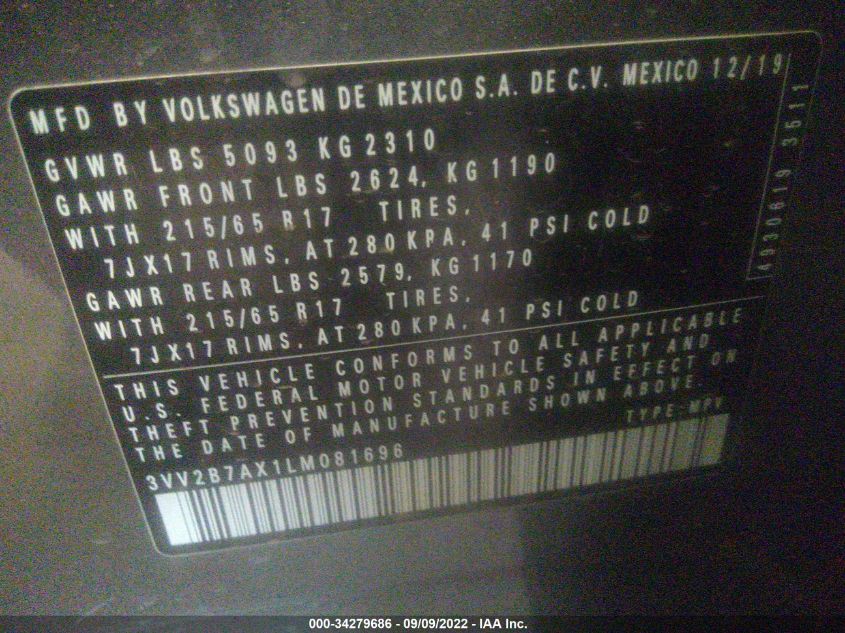 MFD BY VOLKSWAGEN DE MEXICO S.A. DE C.V. MEXICO 12/19
GVWR LBS 5093 KG 2310
GAWR FRONT LBS 2624, KG 1190
WITH 215/65 R17 TIRES,
7JX17 RIMS, AT 280 KPA, 41 PSI COLD
GAWR REAR LBS 2579, KG 1170
WITH 215/65 R17 TIRES,
7JX17 RIMS, AT 280 KPA, 41 PSI COLD
4930619 3511
THIS VEHICLE CONFORMS TO ALL APPLICABLE
U.S. FEDERAL MOTOR VEHICLE SAFETY AND
THEFT PREVENTION STANDARDS IN EFFECT ON
THE DATE OF MANUFACTURE SHOWN ABOVE.
TYPE-MPV
3VV2B7AX1LM081696
000-34279686 - 09/09/2022 - IAA Inc.